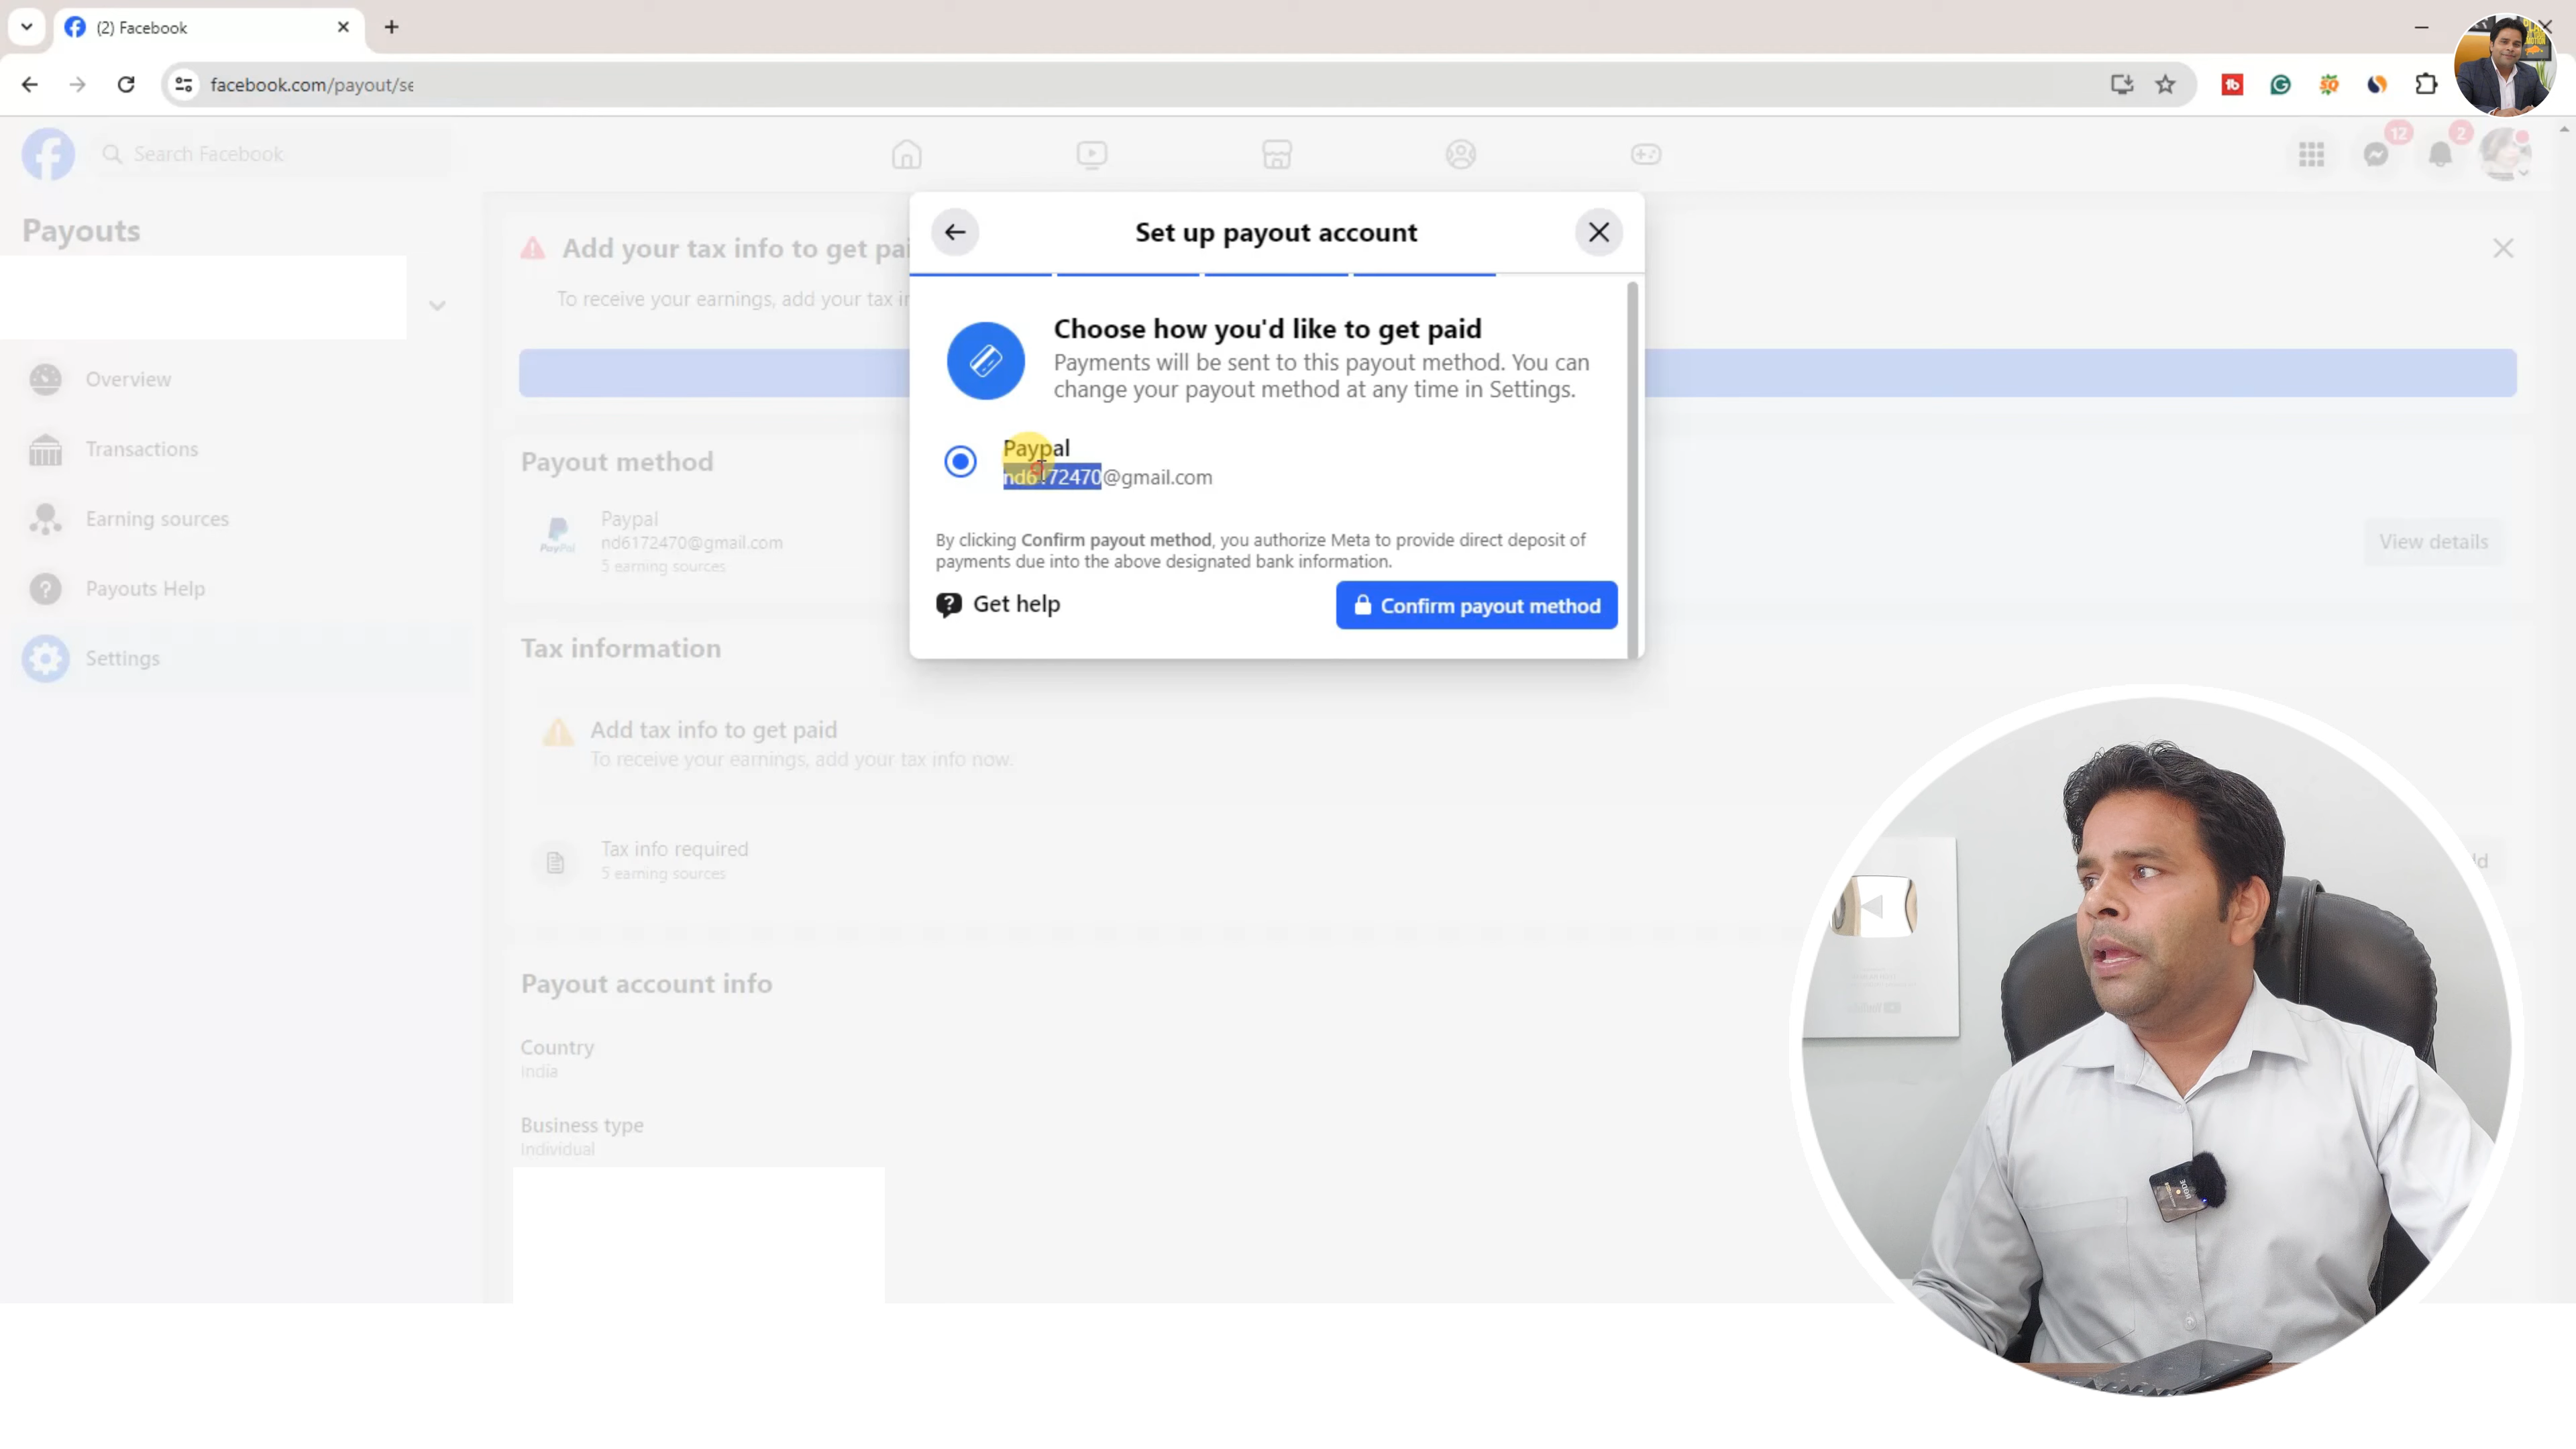 (2) Facebook
facebook.com/payout/se
Search Facebook
12
2
Payouts
Overview
Transactions
Earning sources
Payouts Help
Settings
Add your tax info to get pai
To receive your earnings, add your tax in
Payout method
Paypal
nd6172470@gmail.com
5 earning sources
PayPal
View details
Tax information
Add tax info to get paid
To receive your earnings, add your tax info now.
Tax info required
5 earning sources
Payout account info
Country
India
Business type
Individual
Set up payout account
Choose how you'd like to get paid
Payments will be sent to this payout method. You can
change your payout method at any time in Settings.
Paypal
nd6172470@gmail.com
By clicking Confirm payout method, you authorize Meta to provide direct deposit of
payments due into the above designated bank information.
Get help
Confirm payout method
RODE